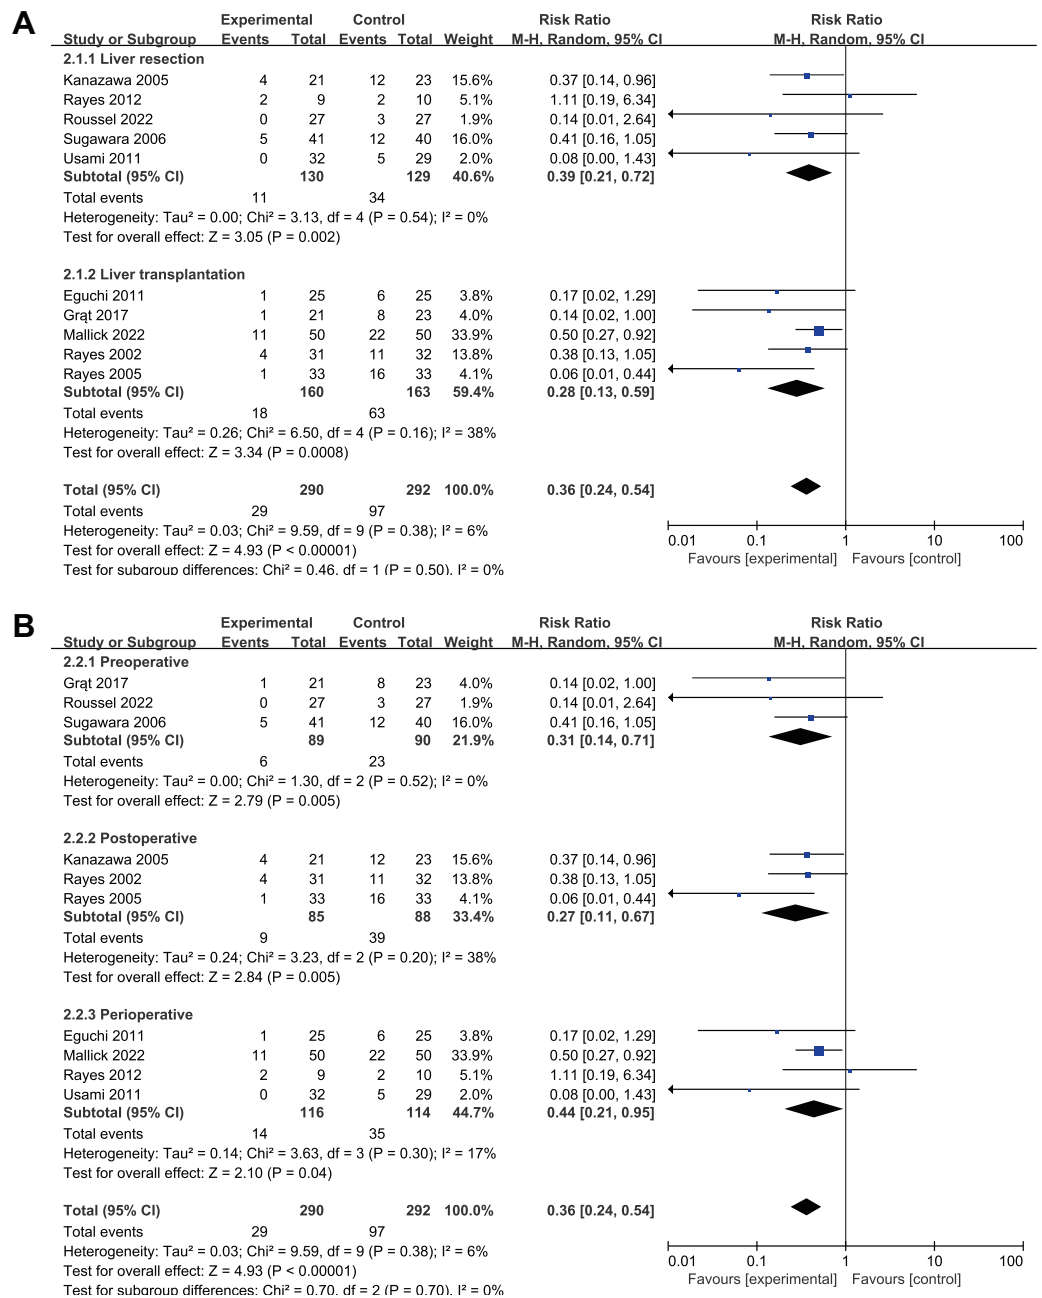 A
Experimental Control Risk Ratio Risk Ratio
Study or Subgroup Events Total Events Total Weight M-H, Random, 95% CI M-H, Random, 95% CI
2.1.1 Liver resection
Kanazawa 2005 4 21 12 23 15.6% 0.37 [0.14, 0.96]
Rayes 2012 2 9 2 10 5.1% 1.11 [0.19, 6.34]
Roussel 2022 0 27 3 27 1.9% 0.14 [0.01, 2.64]
Sugawara 2006 5 41 12 40 16.0% 0.41 [0.16, 1.05]
Usami 2011 0 32 5 29 2.0% 0.08 [0.00, 1.43]
Subtotal (95% CI) 130 129 40.6% 0.39 [0.21, 0.72]
Total events 11 34
Heterogeneity: Tau² = 0.00; Chi² = 3.13, df = 4 (P = 0.54); I² = 0%
Test for overall effect: Z = 3.05 (P = 0.002)
2.1.2 Liver transplantation
Eguchi 2011 1 25 6 25 3.8% 0.17 [0.02, 1.29]
Grąt 2017 1 21 8 23 4.0% 0.14 [0.02, 1.00]
Mallick 2022 11 50 22 50 33.9% 0.50 [0.27, 0.92]
Rayes 2002 4 31 11 32 13.8% 0.38 [0.13, 1.05]
Rayes 2005 1 33 16 33 4.1% 0.06 [0.01, 0.44]
Subtotal (95% CI) 160 163 59.4% 0.28 [0.13, 0.59]
Total events 18 63
Heterogeneity: Tau² = 0.26; Chi² = 6.50, df = 4 (P = 0.16); I² = 38%
Test for overall effect: Z = 3.34 (P = 0.0008)
Total (95% CI) 290 292 100.0% 0.36 [0.24, 0.54]
Total events 29 97
Heterogeneity: Tau² = 0.03; Chi² = 9.59, df = 9 (P = 0.38); I² = 6%
Test for overall effect: Z = 4.93 (P < 0.00001)
Test for subgroup differences: Chi² = 0.46, df = 1 (P = 0.50), I² = 0%
0.01 0.1 1 10 100
Favours [experimental] Favours [control]
B
Experimental Control Risk Ratio Risk Ratio
Study or Subgroup Events Total Events Total Weight M-H, Random, 95% CI M-H, Random, 95% CI
2.2.1 Preoperative
Grąt 2017 1 21 8 23 4.0% 0.14 [0.02, 1.00]
Roussel 2022 0 27 3 27 1.9% 0.14 [0.01, 2.64]
Sugawara 2006 5 41 12 40 16.0% 0.41 [0.16, 1.05]
Subtotal (95% CI) 89 90 21.9% 0.31 [0.14, 0.71]
Total events 6 23
Heterogeneity: Tau² = 0.00; Chi² = 1.30, df = 2 (P = 0.52); I² = 0%
Test for overall effect: Z = 2.79 (P = 0.005)
2.2.2 Postoperative
Kanazawa 2005 4 21 12 23 15.6% 0.37 [0.14, 0.96]
Rayes 2002 4 31 11 32 13.8% 0.38 [0.13, 1.05]
Rayes 2005 1 33 16 33 4.1% 0.06 [0.01, 0.44]
Subtotal (95% CI) 85 88 33.4% 0.27 [0.11, 0.67]
Total events 9 39
Heterogeneity: Tau² = 0.24; Chi² = 3.23, df = 2 (P = 0.20); I² = 38%
Test for overall effect: Z = 2.84 (P = 0.005)
2.2.3 Perioperative
Eguchi 2011 1 25 6 25 3.8% 0.17 [0.02, 1.29]
Mallick 2022 11 50 22 50 33.9% 0.50 [0.27, 0.92]
Rayes 2012 2 9 2 10 5.1% 1.11 [0.19, 6.34]
Usami 2011 0 32 5 29 2.0% 0.08 [0.00, 1.43]
Subtotal (95% CI) 116 114 44.7% 0.44 [0.21, 0.95]
Total events 14 35
Heterogeneity: Tau² = 0.14; Chi² = 3.63, df = 3 (P = 0.30); I² = 17%
Test for overall effect: Z = 2.10 (P = 0.04)
Total (95% CI) 290 292 100.0% 0.36 [0.24, 0.54]
Total events 29 97
Heterogeneity: Tau² = 0.03; Chi² = 9.59, df = 9 (P = 0.38); I² = 6%
Test for overall effect: Z = 4.93 (P < 0.00001)
Test for subgroup differences: Chi² = 0.70, df = 2 (P = 0.70), I² = 0%
0.01 0.1 1 10 100
Favours [experimental] Favours [control]